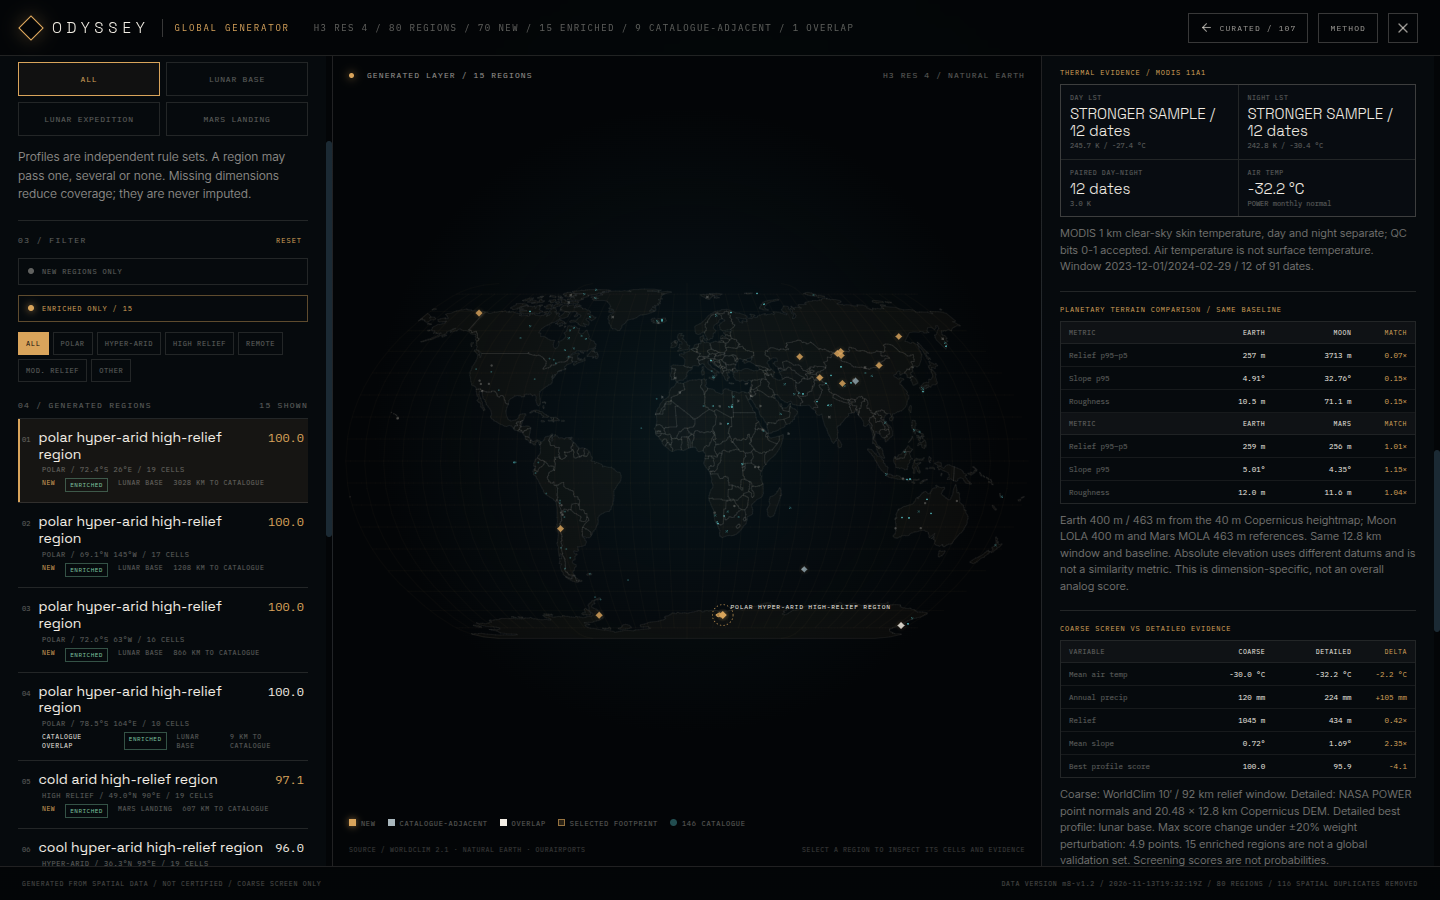 ODYSSEY
GLOBAL GENERATOR
H3 RES 4 / 80 REGIONS / 70 NEW / 15 ENRICHED / 9 CATALOGUE-ADJACENT / 1 OVERLAP
← CURATED / 107
METHOD
×
ALL
LUNAR BASE
LUNAR EXPEDITION
MARS LANDING
Profiles are independent rule sets. A region may
pass one, several or none. Missing dimensions
reduce coverage; they are never imputed.
03 / FILTER
RESET
NEW REGIONS ONLY
ENRICHED ONLY / 15
ALL
POLAR
HYPER-ARID
HIGH RELIEF
REMOTE
MOD. RELIEF
OTHER
04 / GENERATED REGIONS
15 SHOWN
01 polar hyper-arid high-relief 100.0
region
POLAR / 72.4°S 26°E / 19 CELLS
NEW ENRICHED LUNAR BASE 3028 KM TO CATALOGUE
02 polar hyper-arid high-relief 100.0
region
POLAR / 69.1°N 145°W / 17 CELLS
NEW ENRICHED LUNAR BASE 1208 KM TO CATALOGUE
03 polar hyper-arid high-relief 100.0
region
POLAR / 72.6°S 63°W / 16 CELLS
NEW ENRICHED LUNAR BASE 866 KM TO CATALOGUE
04 polar hyper-arid high-relief 100.0
region
POLAR / 78.5°S 164°E / 10 CELLS
CATALOGUE OVERLAP ENRICHED LUNAR BASE 9 KM TO CATALOGUE
05 cold arid high-relief region 97.1
HIGH RELIEF / 49.0°N 90°E / 19 CELLS
NEW ENRICHED MARS LANDING 607 KM TO CATALOGUE
06 cool hyper-arid high-relief region 96.0
HYPER-ARID / 36.3°N 95°E / 19 CELLS
GENERATED LAYER / 15 REGIONS
H3 RES 4 / NATURAL EARTH
POLAR HYPER-ARID HIGH-RELIEF REGION
NEW
CATALOGUE-ADJACENT
OVERLAP
SELECTED FOOTPRINT
146 CATALOGUE
SOURCE / WORLDCLIM 2.1 · NATURAL EARTH · OURAIRPORTS
SELECT A REGION TO INSPECT ITS CELLS AND EVIDENCE
THERMAL EVIDENCE / MODIS 11A1
DAY LST
STRONGER SAMPLE /
12 dates
245.7 K / -27.4 °C
NIGHT LST
STRONGER SAMPLE /
12 dates
242.8 K / -30.4 °C
PAIRED DAY-NIGHT
12 dates
3.0 K
AIR TEMP
-32.2 °C
POWER monthly normal
MODIS 1 km clear-sky skin temperature, day and night separate; QC
bits 0-1 accepted. Air temperature is not surface temperature.
Window 2023-12-01/2024-02-29 / 12 of 91 dates.
PLANETARY TERRAIN COMPARISON / SAME BASELINE
METRIC EARTH MOON MATCH
Relief p95-p5 257 m 3713 m 0.07×
Slope p95 4.91° 32.76° 0.15×
Roughness 10.5 m 71.1 m 0.15×
METRIC EARTH MARS MATCH
Relief p95-p5 259 m 256 m 1.01×
Slope p95 5.01° 4.35° 1.15×
Roughness 12.0 m 11.6 m 1.04×
Earth 400 m / 463 m from the 40 m Copernicus heightmap; Moon
LOLA 400 m and Mars MOLA 463 m references. Same 12.8 km
window and baseline. Absolute elevation uses different datums and is
not a similarity metric. This is dimension-specific, not an overall
analog score.
COARSE SCREEN VS DETAILED EVIDENCE
VARIABLE COARSE DETAILED DELTA
Mean air temp -30.0 °C -32.2 °C -2.2 °C
Annual precip 120 mm 224 mm +105 mm
Relief 1045 m 434 m 0.42×
Mean slope 0.72° 1.69° 2.35×
Best profile score 100.0 95.9 -4.1
Coarse: WorldClim 10′ / 92 km relief window. Detailed: NASA POWER
point normals and 20.48 × 12.8 km Copernicus DEM. Detailed best
profile: lunar base. Max score change under ±20% weight
perturbation: 4.9 points. 15 enriched regions are not a global
validation set. Screening scores are not probabilities.
GENERATED FROM SPATIAL DATA / NOT CERTIFIED / COARSE SCREEN ONLY
DATA VERSION m8-v1.2 / 2026-11-13T19:32:19Z / 80 REGIONS / 116 SPATIAL DUPLICATES REMOVED